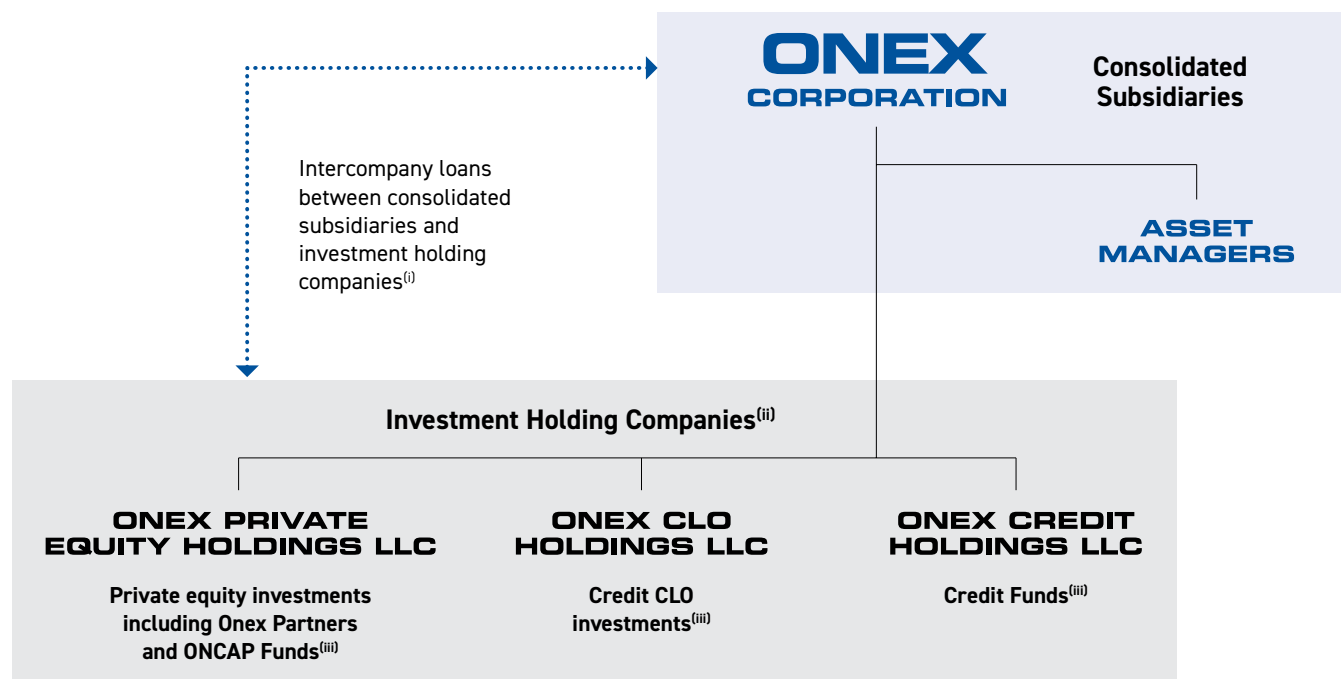 ONEX
CORPORATION
Consolidated
Subsidiaries
Intercompany loans
between consolidated
subsidiaries and
investment holding
companies(i)
ASSET
MANAGERS
Investment Holding Companies(ii)
ONEX PRIVATE
EQUITY HOLDINGS LLC
Private equity investments
including Onex Partners
and ONCAP Funds(iii)
ONEX CLO
HOLDINGS LLC
Credit CLO
investments(iii)
ONEX CREDIT
HOLDINGS LLC
Credit Funds(iii)